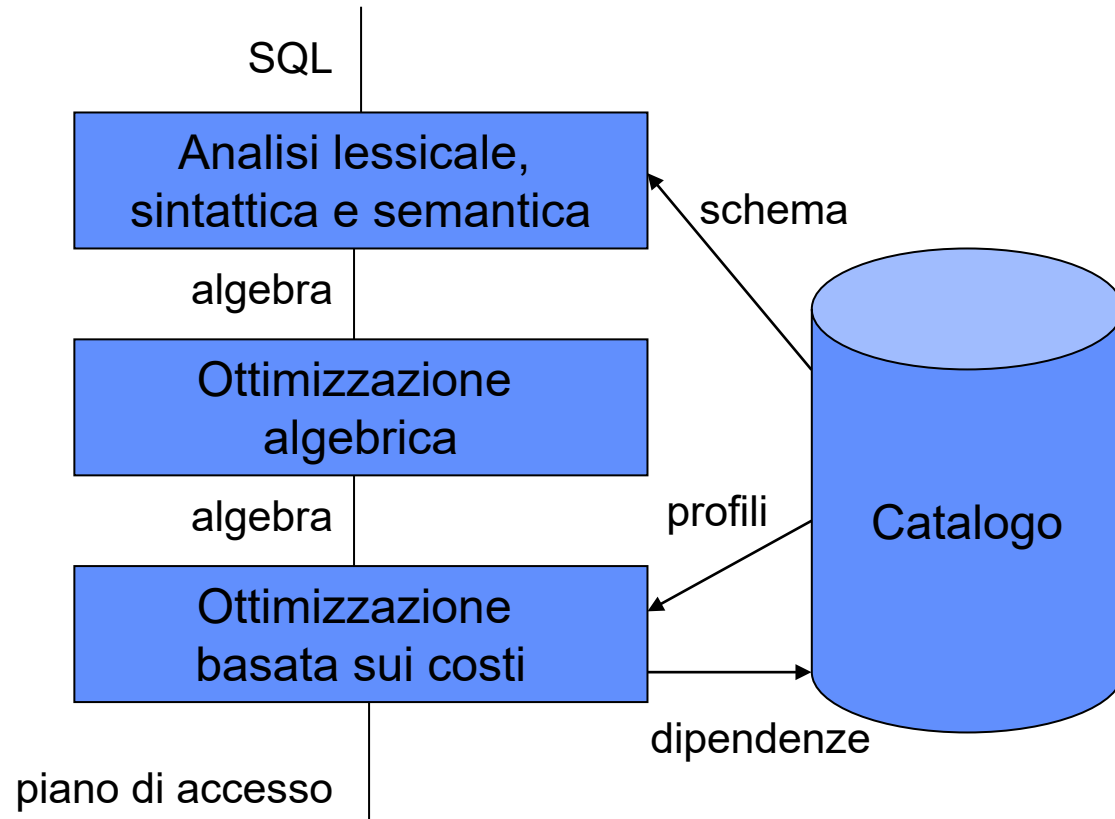 SQL
Analisi lessicale,
sintattica e semantica
schema
algebra
Ottimizzazione
algebrica
algebra
profili
Catalogo
Ottimizzazione
basata sui costi
dipendenze
piano di accesso